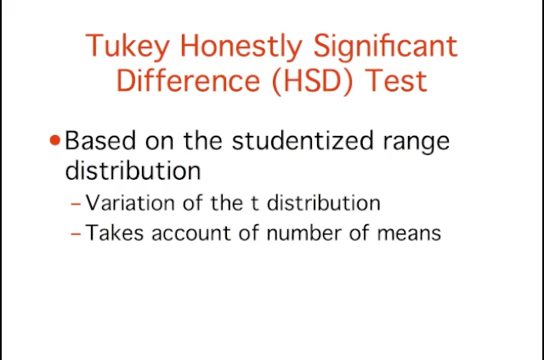 Tukey Honestly Significant
Difference (HSD) Test
•Based on the studentized range
distribution
–Variation of the t distribution
–Takes account of number of means